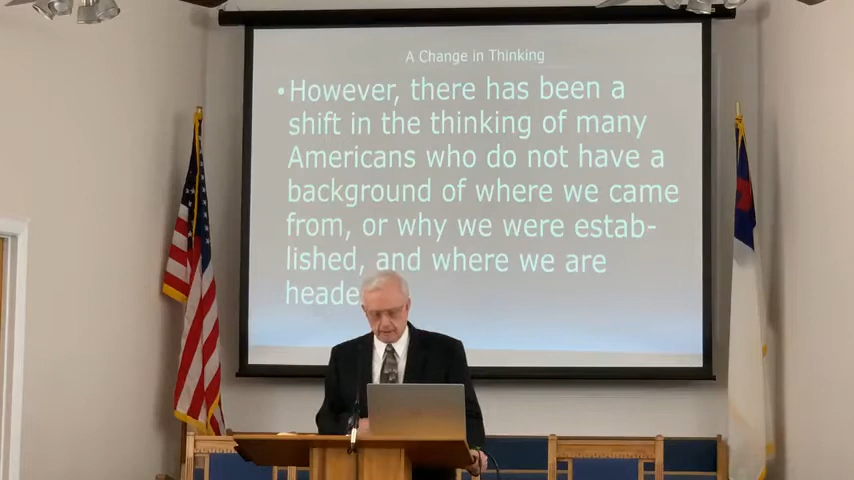 A Change in Thinking
•However, there has been a
shift in the thinking of many
Americans who do not have a
background of where we came
from, or why we were estab-
lished, and where we are
heade